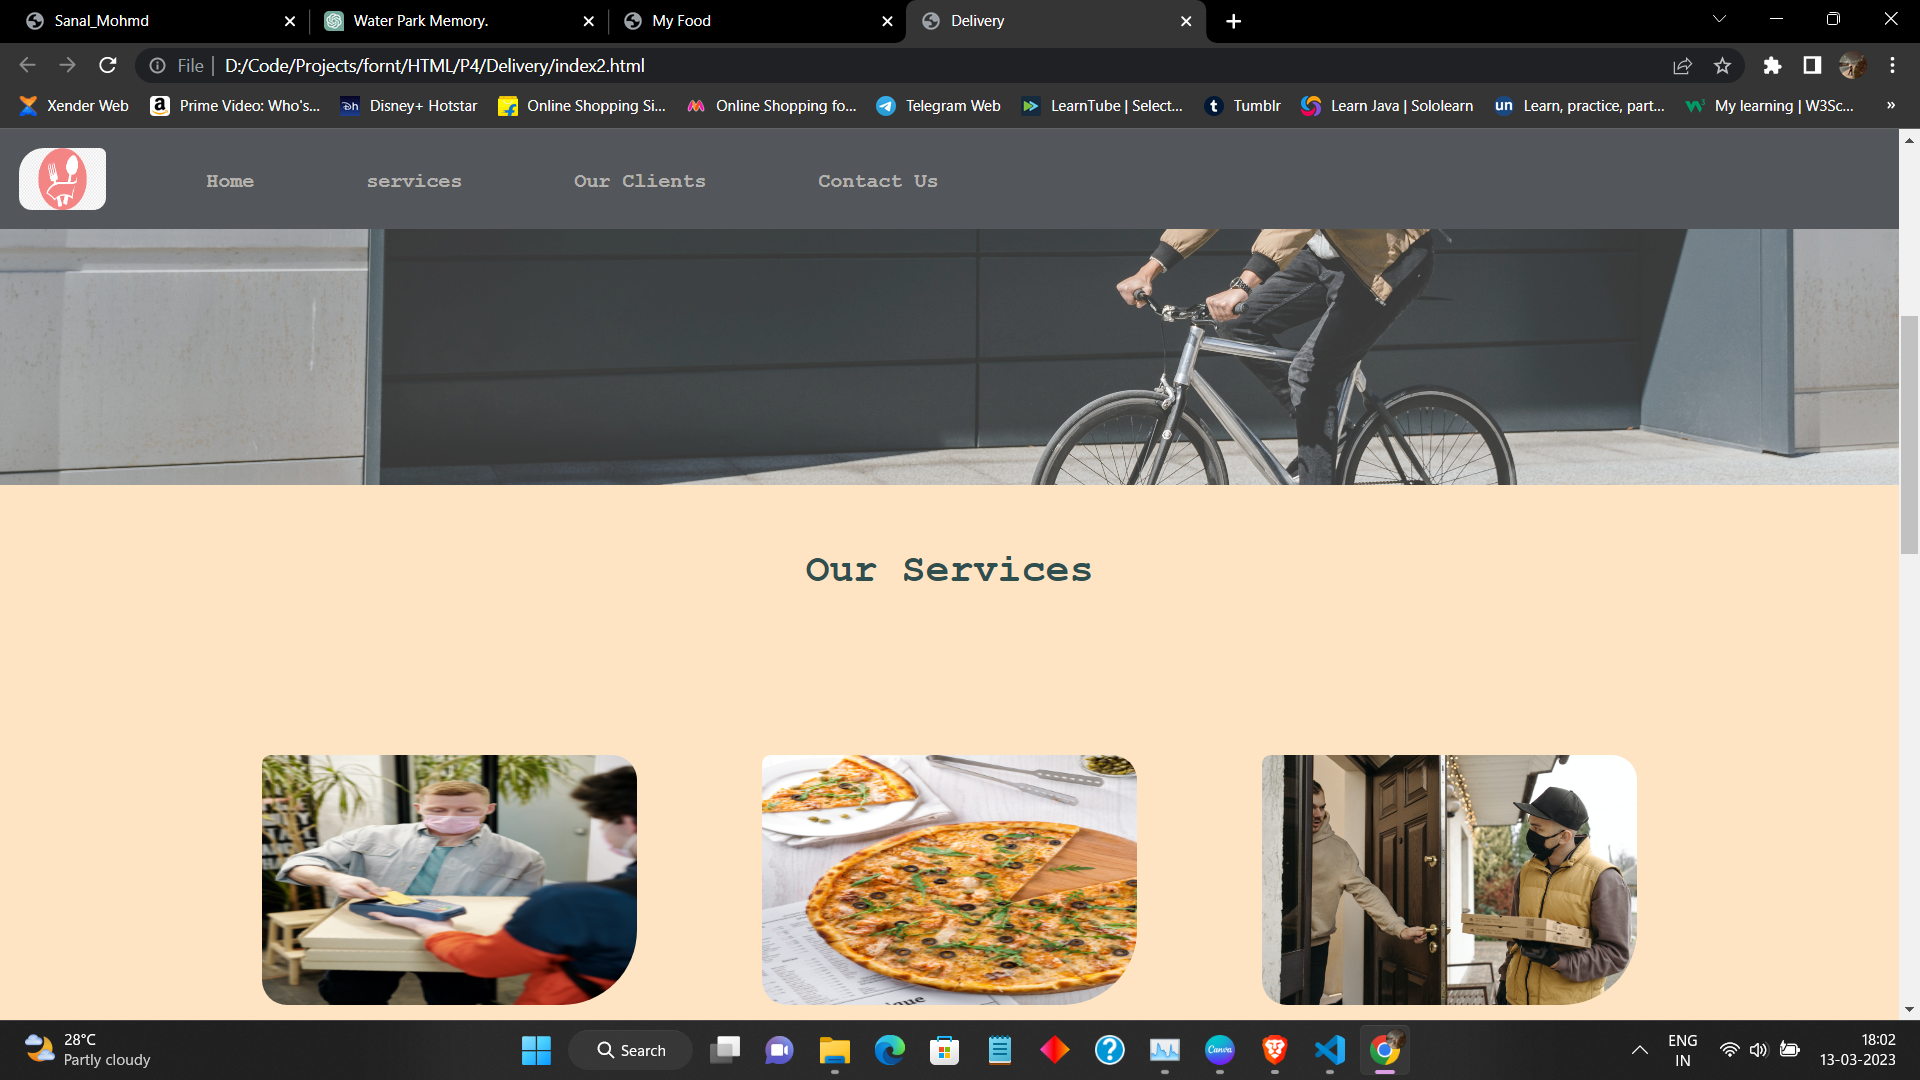 Sanal_Mohmd
Water Park Memory.
My Food
Delivery
File
D:/Code/Projects/fornt/HTML/P4/Delivery/index2.html
Xender Web
Prime Video: Who's...
Disney+ Hotstar
Online Shopping Si...
Online Shopping fo...
Telegram Web
LearnTube | Select...
Tumblr
Learn Java | Sololearn
Learn, practice, part...
My learning | W3Sc...
Home
services
Our Clients
Contact Us
Our Services
28°C
Partly cloudy
Search
Canva
ENG
IN
18:02
13-03-2023